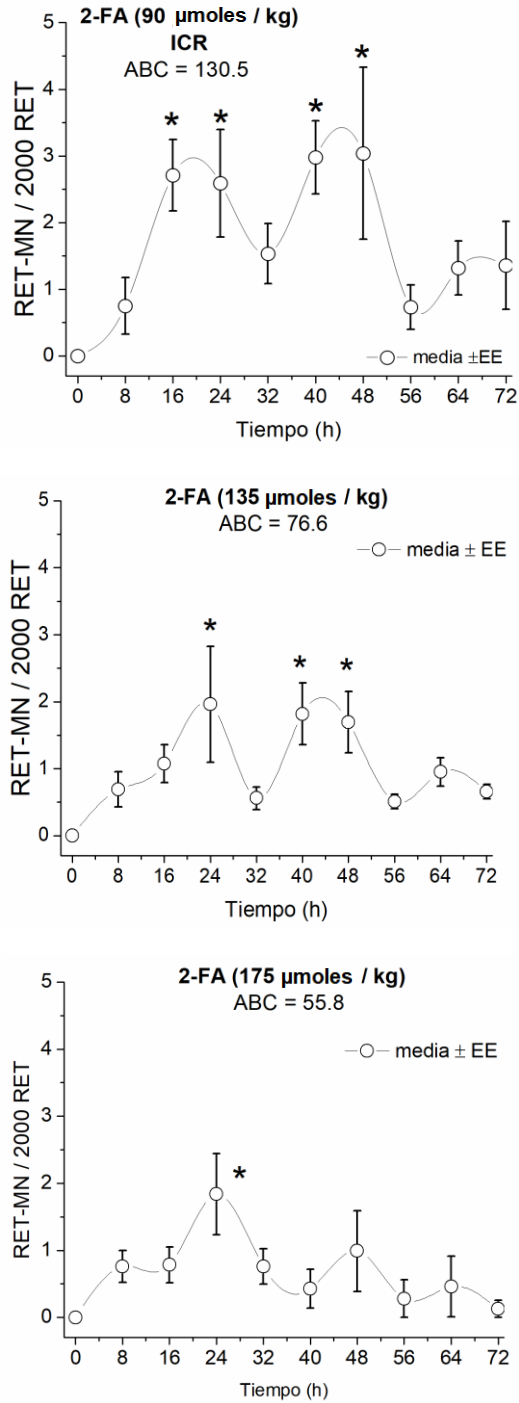 2-FA (90 µmoles / kg)
ICR
ABC = 130.5
5
4
3
2
1
0
RET-MN / 2000 RET
* * * *
media ±EE
0 8 16 24 32 40 48 56 64 72
Tiempo (h)
2-FA (135 µmoles / kg)
ABC = 76.6
5
4
3
2
1
0
RET-MN / 2000 RET
media ± EE
* * *
0 8 16 24 32 40 48 56 64 72
Tiempo (h)
2-FA (175 µmoles / kg)
ABC = 55.8
5
4
3
2
1
0
RET-MN / 2000 RET
media ± EE
*
0 8 16 24 32 40 48 56 64 72
Tiempo (h)